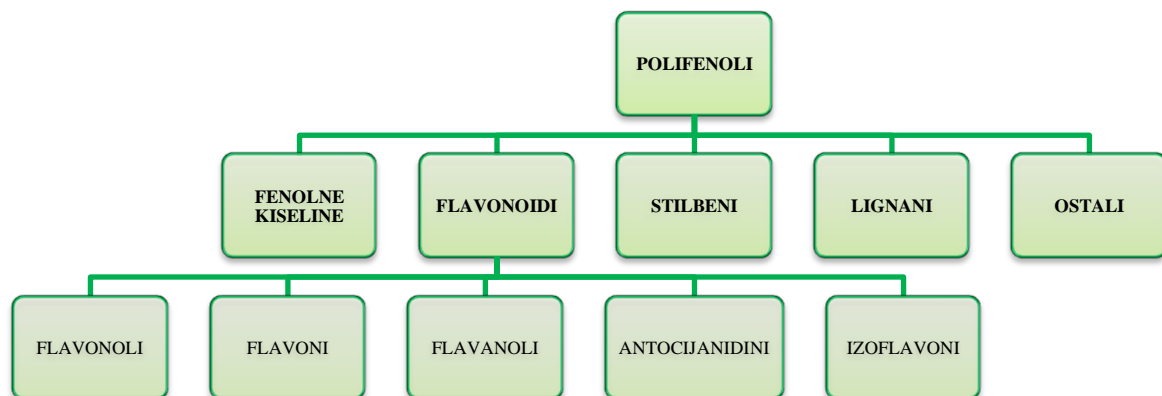 POLIFENOLI
FENOLNE
KISELINE
FLAVONOIDI
STILBENI
LIGNANI
OSTALI
FLAVONOLI
FLAVONI
FLAVANOLI
ANTOCIJANIDINI
IZOFLAVONI